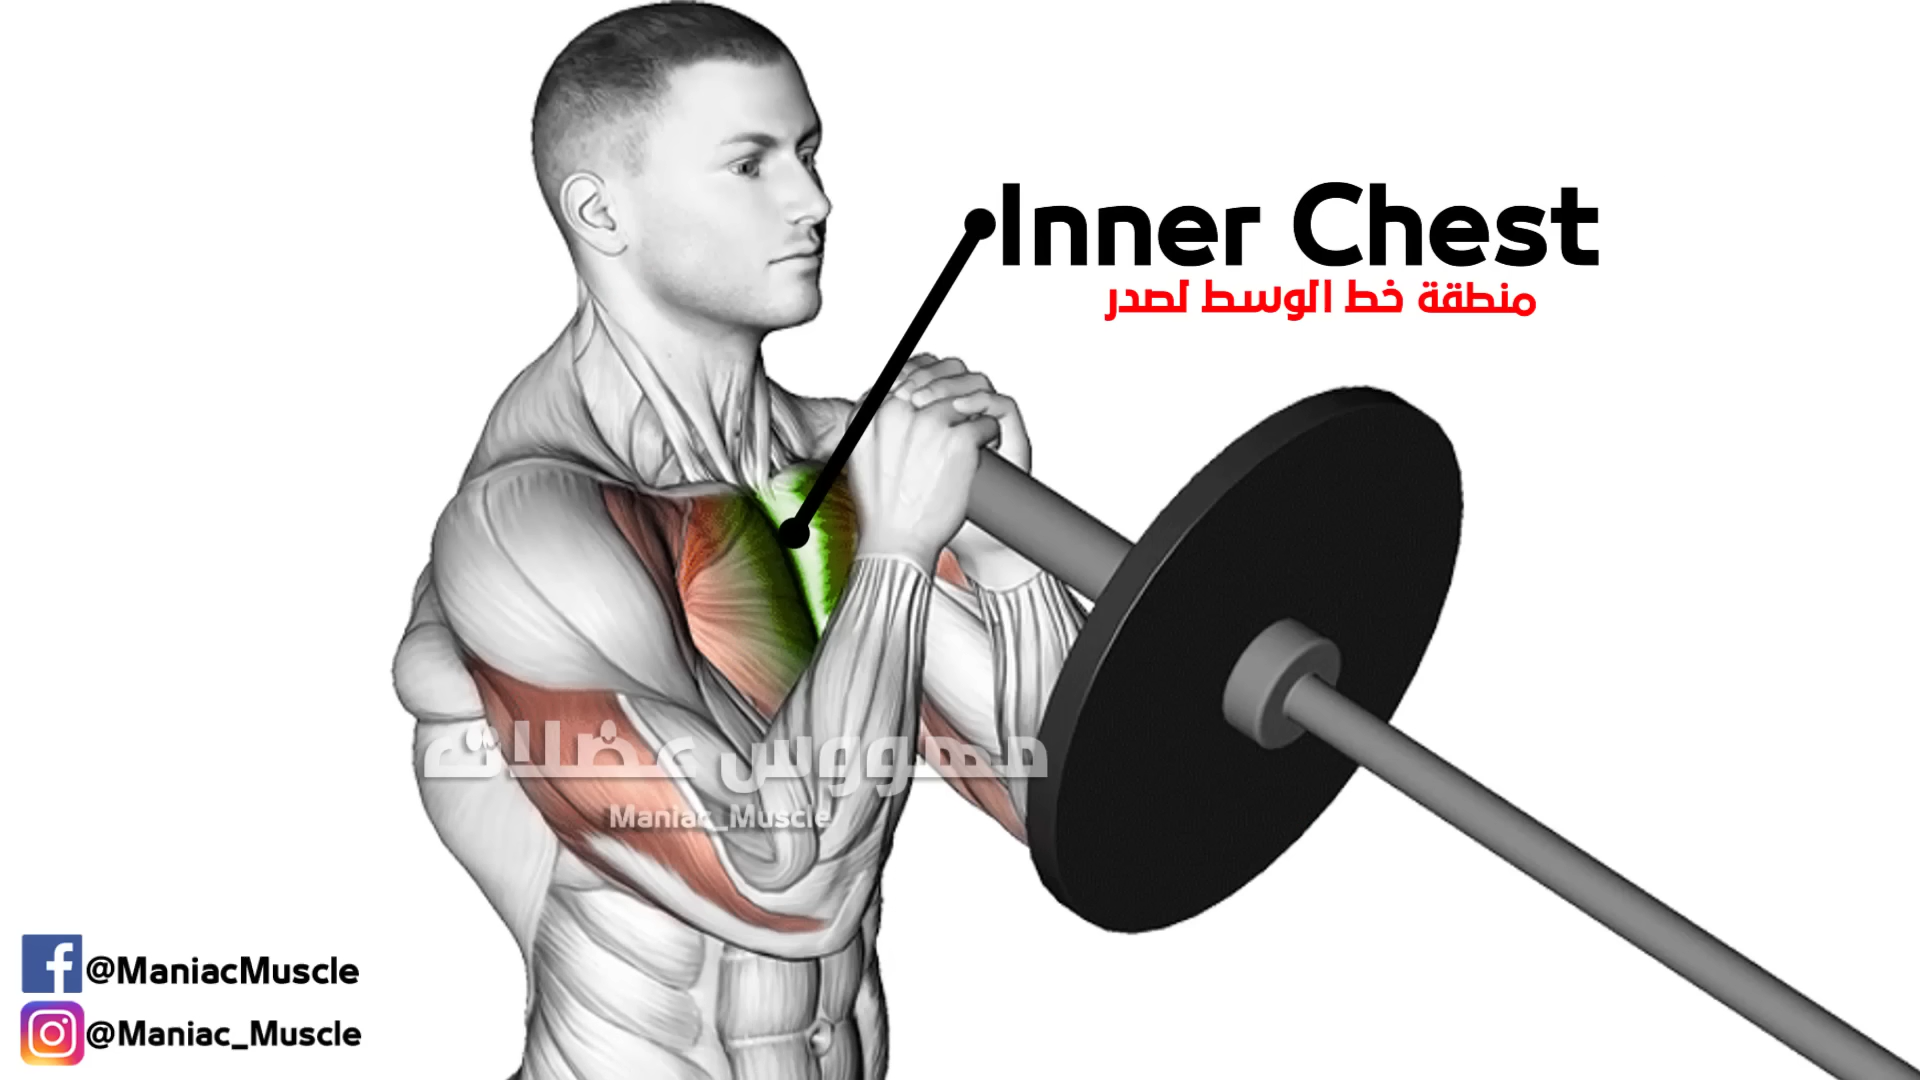 Inner Chest
منطقة خط الوسط لصدر
مهووس عضلات
Maniac_Muscle
@ManiacMuscle
@Maniac_Muscle